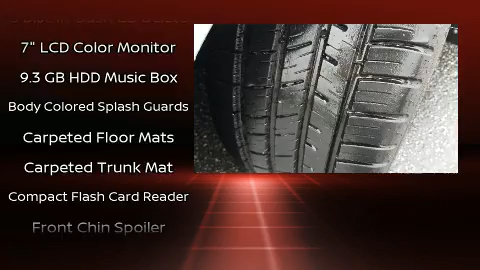 7" LCD Color Monitor
9.3 GB HDD Music Box
Body Colored Splash Guards
Carpeted Floor Mats
Carpeted Trunk Mat
Compact Flash Card Reader
Front Chin Spoiler